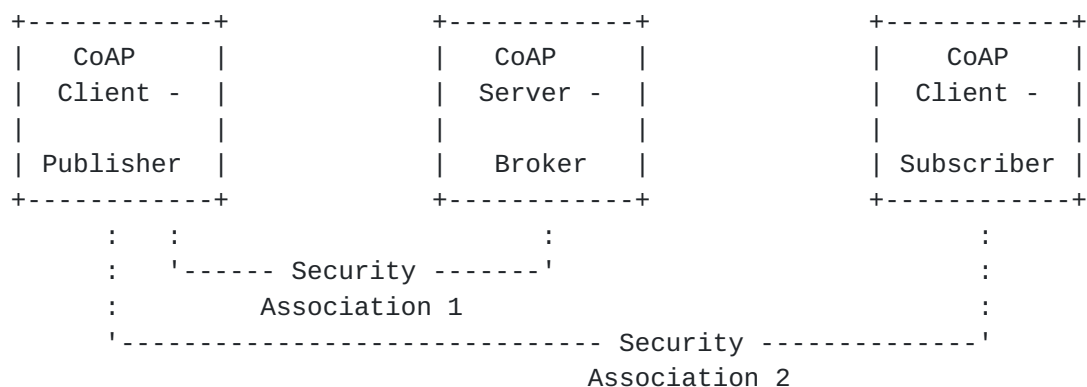 +------------+           +------------+           +------------+
|   CoAP     |           |   CoAP     |           |    CoAP    |
|  Client -  |           |  Server -  |           |  Client -  |
|            |           |            |           |            |
| Publisher  |           |   Broker   |           | Subscriber |
+------------+           +------------+           +------------+
      :   :                     :                        :
      :   '------ Security -------'                      :
      :         Association 1                            :
      '------------------------------- Security --------------'
                                     Association 2